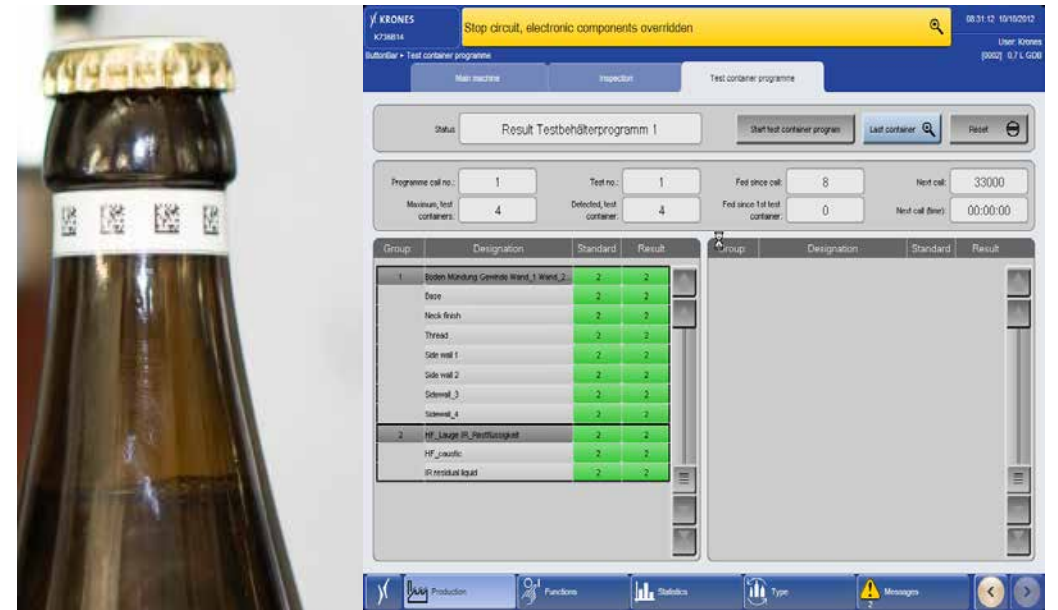 KRONES
K736B14
Stop circuit, electronic components overridden
08:31:12 10/10/2012
User: Krones
[0002] 0,7 L GDB
ButtonBar ▸ Test container programme
Main machine
Inspection
Test container programme
Status:
Result Testbehälterprogramm 1
Start test container program
Last container
Reset
Programme call no.:
1
Test no.:
1
Fed since call:
8
Next call:
33000
Maximum, test containers:
4
Detected, test container:
4
Fed since 1st test container:
0
Next call (time):
00:00:00
Group Designation Standard Result
Group Designation Standard Result
1 Boden Mündung Gewinde Wand_1 Wand_2... 2 2
Base 2 2
Neck finish 2 2
Thread 2 2
Side wall 1 2 2
Side wall 2 2 2
Sidewall_3 2 2
Sidewall_4 2 2
2 HF_Lauge IR_Restflüssigkeit 2 2
HF_caustic 2 2
IR residual liquid 2 2
Production
Functions
Statistics
Type
Messages
2